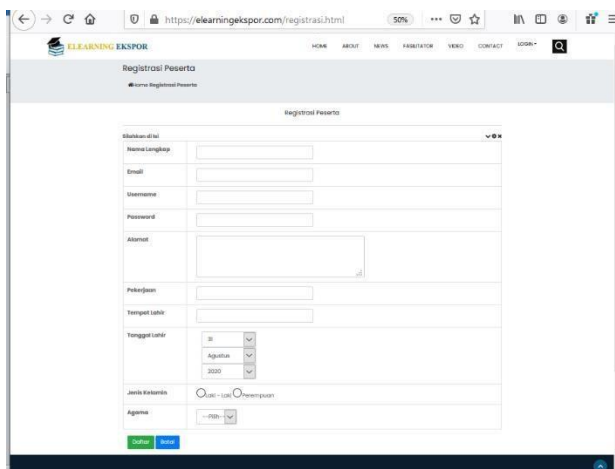 https://elearningekspor.com/registrasi.html
50%
ELEARNING EKSPOR
HOME ABOUT NEWS FASILITATOR VIDEO CONTACT LOGIN
Registrasi Peserta
Home Registrasi Peserta
Registrasi Peserta
Silahkan di isi
Nama Lengkap
Email
Username
Password
Alamat
Pekerjaan
Tempat Lahir
Tanggal Lahir
31
Agustus
2020
Jenis Kelamin
Laki - Laki Perempuan
Agama
--Pilih--
Daftar Batal